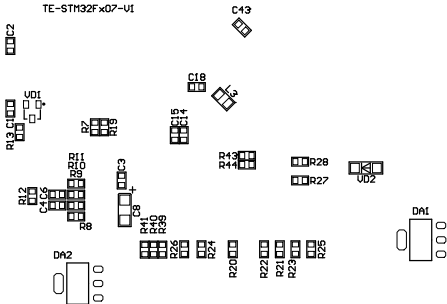 TE-STM32Fx07-VI
C43
C2
C18
L3
VD1
C1
R13
R7
R19
C15
C14
R43
R44
R28
R27
VD2
R11
R10
R9
C3
R12
C6
C4
R8
+
C8
R41
R40
R39
R26
R24
R20
R22
R21
R23
R25
DA1
DA2